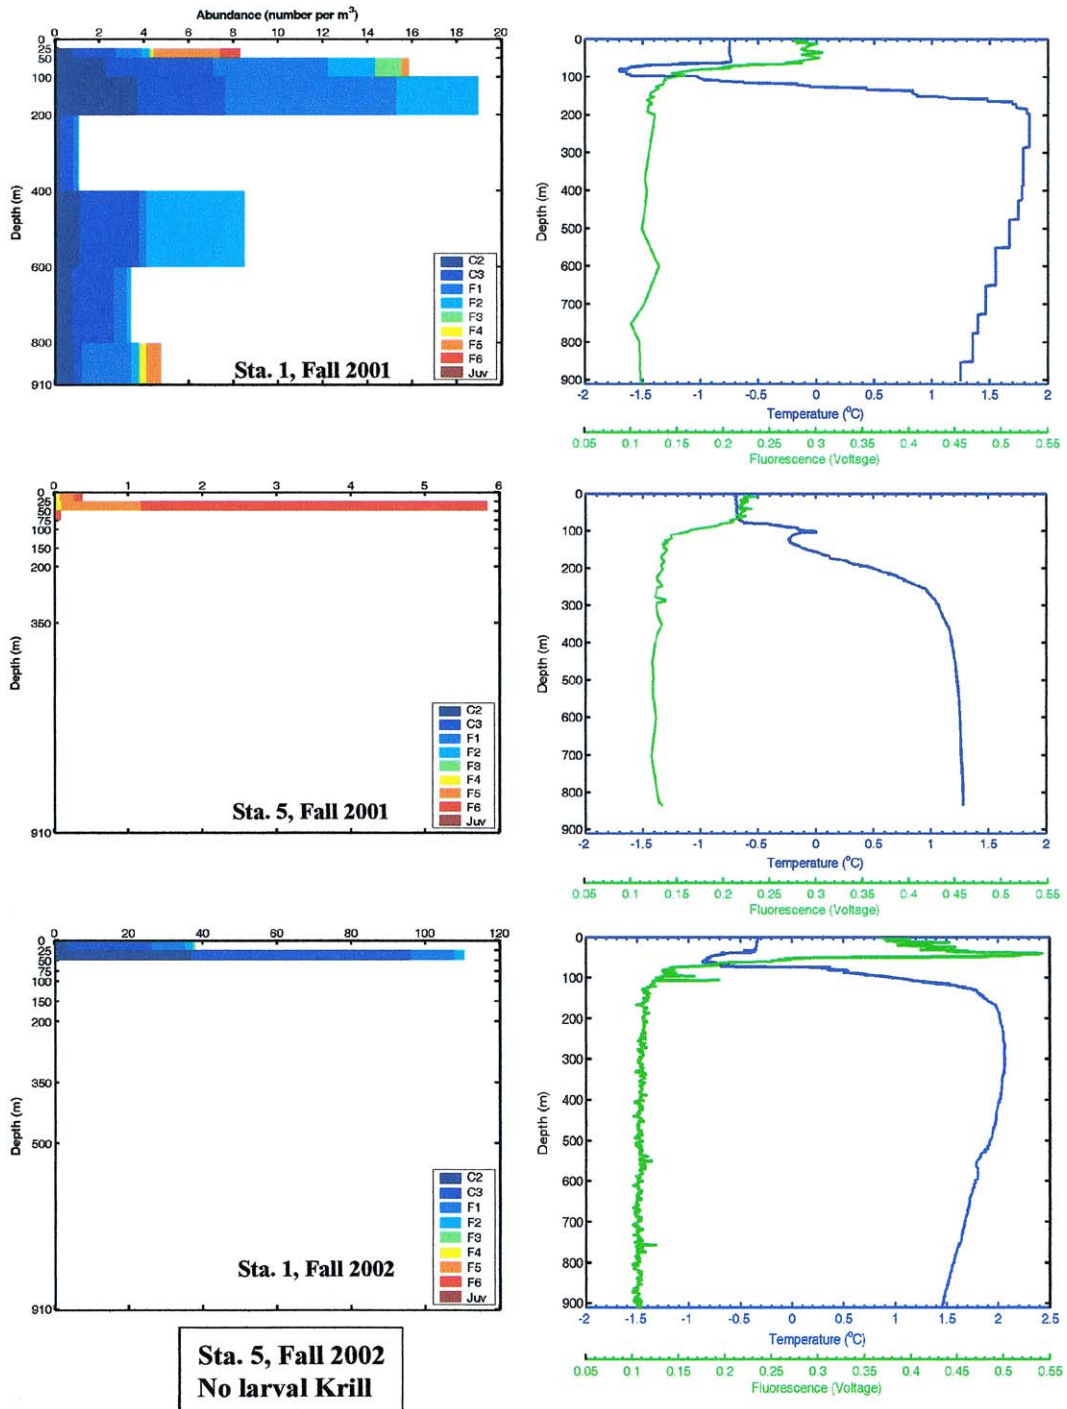 Abundance (number per m3)
0 2 4 6 8 10 12 14 16 18 20
0
25
50
100
200
400
600
800
910
Depth (m)
C2
C3
F1
F2
F3
F4
F5
F6
Juv
Sta. 1, Fall 2001
0
100
200
300
400
500
600
700
800
900
Depth (m)
-2 -1.5 -1 -0.5 0 0.5 1 1.5 2
Temperature (°C)
0.05 0.1 0.15 0.2 0.25 0.3 0.35 0.4 0.45 0.5 0.55
Fluorescence (Voltage)
0 1 2 3 4 5 6
0
25
50
75
100
150
200
350
910
Depth (m)
C2
C3
F1
F2
F3
F4
F5
F6
Juv
Sta. 5, Fall 2001
0
100
200
300
400
500
600
700
800
900
Depth (m)
-2 -1.5 -1 -0.5 0 0.5 1 1.5 2
Temperature (°C)
0.05 0.1 0.15 0.2 0.25 0.3 0.35 0.4 0.45 0.5 0.55
Fluorescence (Voltage)
0 20 40 60 80 100 120
0
25
50
75
100
150
200
350
500
910
Depth (m)
C2
C3
F1
F2
F3
F4
F5
F6
Juv
Sta. 1, Fall 2002
0
100
200
300
400
500
600
700
800
900
Depth (m)
-2 -1.5 -1 -0.5 0 0.5 1 1.5 2 2.5
Temperature (°C)
0.05 0.1 0.15 0.2 0.25 0.3 0.35 0.4 0.45 0.5 0.55
Fluorescence (Voltage)
Sta. 5, Fall 2002
No larval Krill